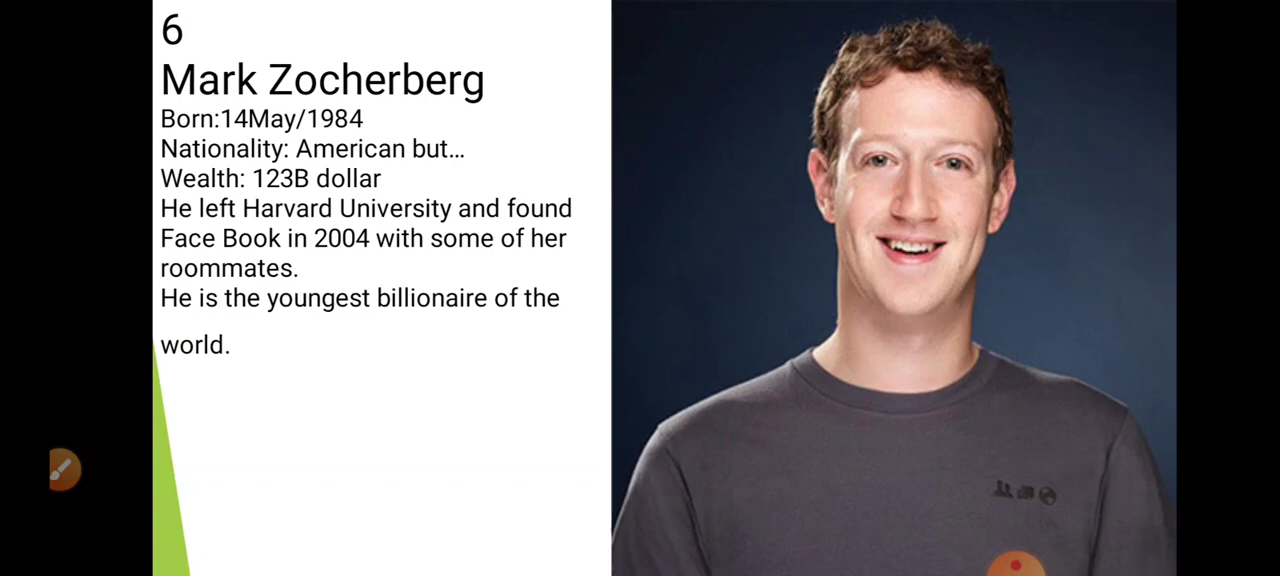 6
Mark Zocherberg
Born:14May/1984
Nationality: American but...
Wealth: 123B dollar
He left Harvard University and found
Face Book in 2004 with some of her
roommates.
He is the youngest billionaire of the
world.